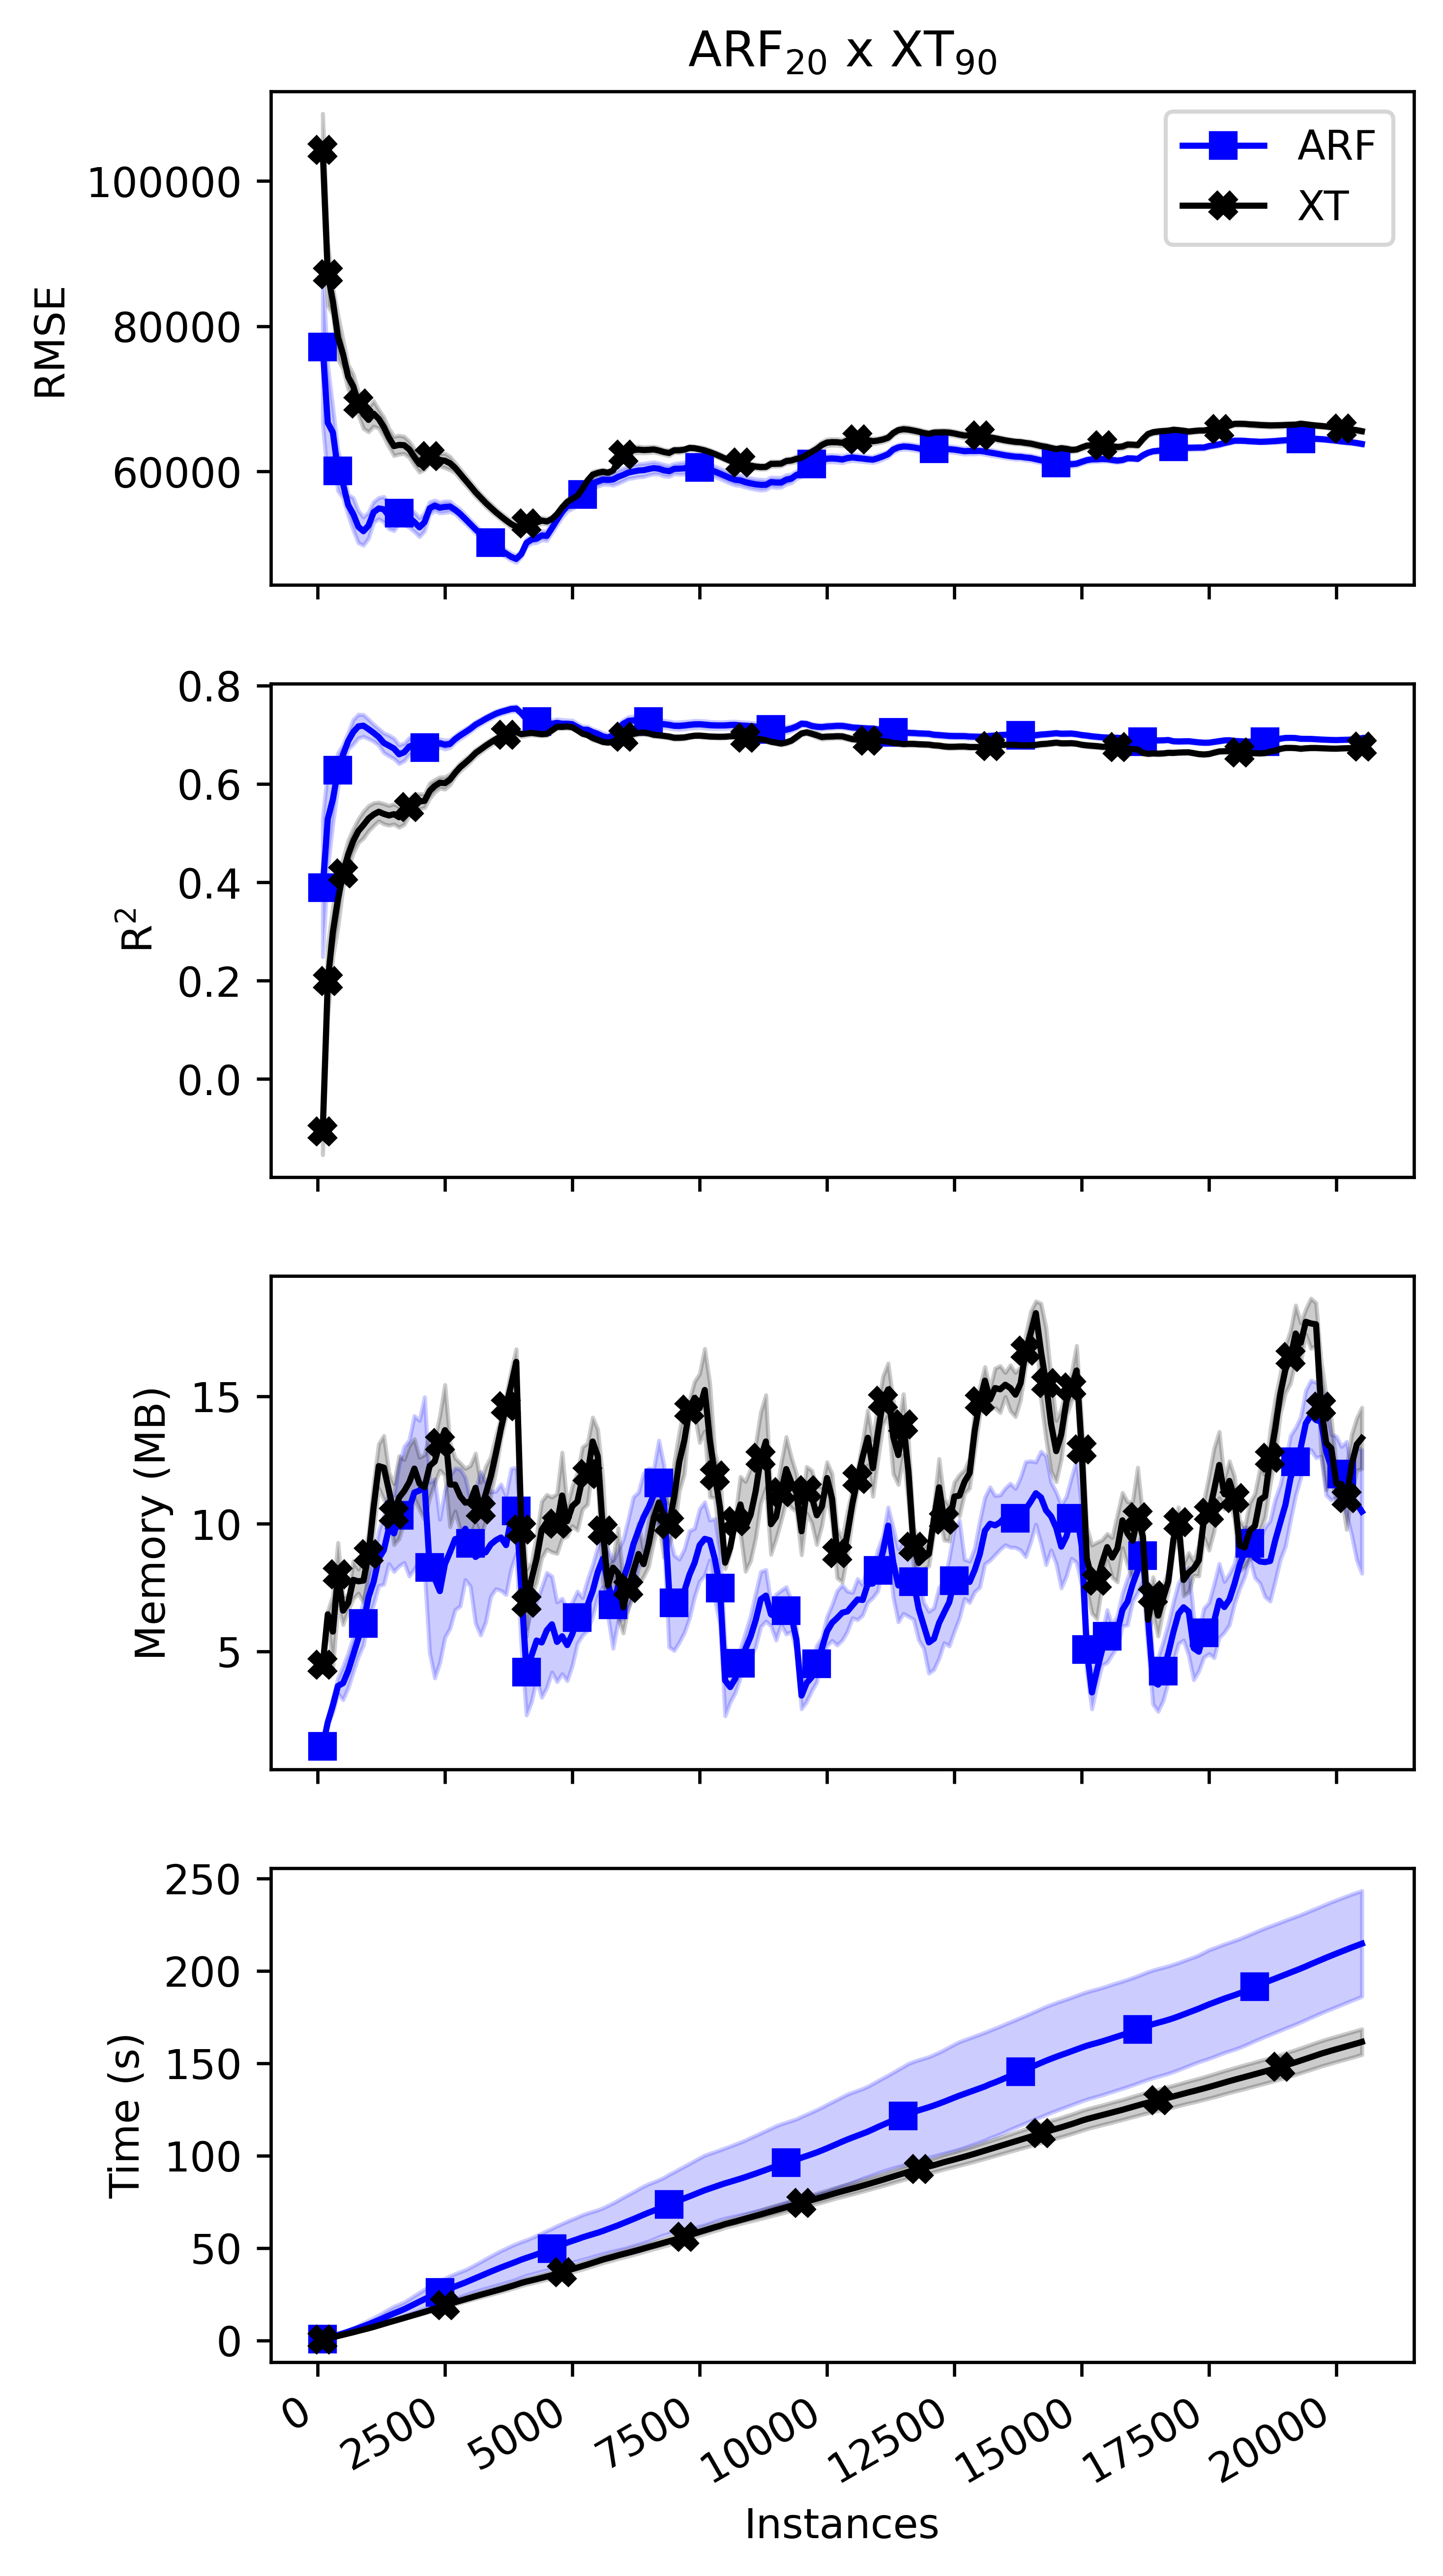 ARF₂₀ x XT₉₀
100000
80000
60000
RMSE
ARF
XT
0.8
0.6
0.4
0.2
0.0
R²
15
10
5
Memory (MB)
250
200
150
100
50
0
Time (s)
0 2500 5000 7500 10000 12500 15000 17500 20000
Instances